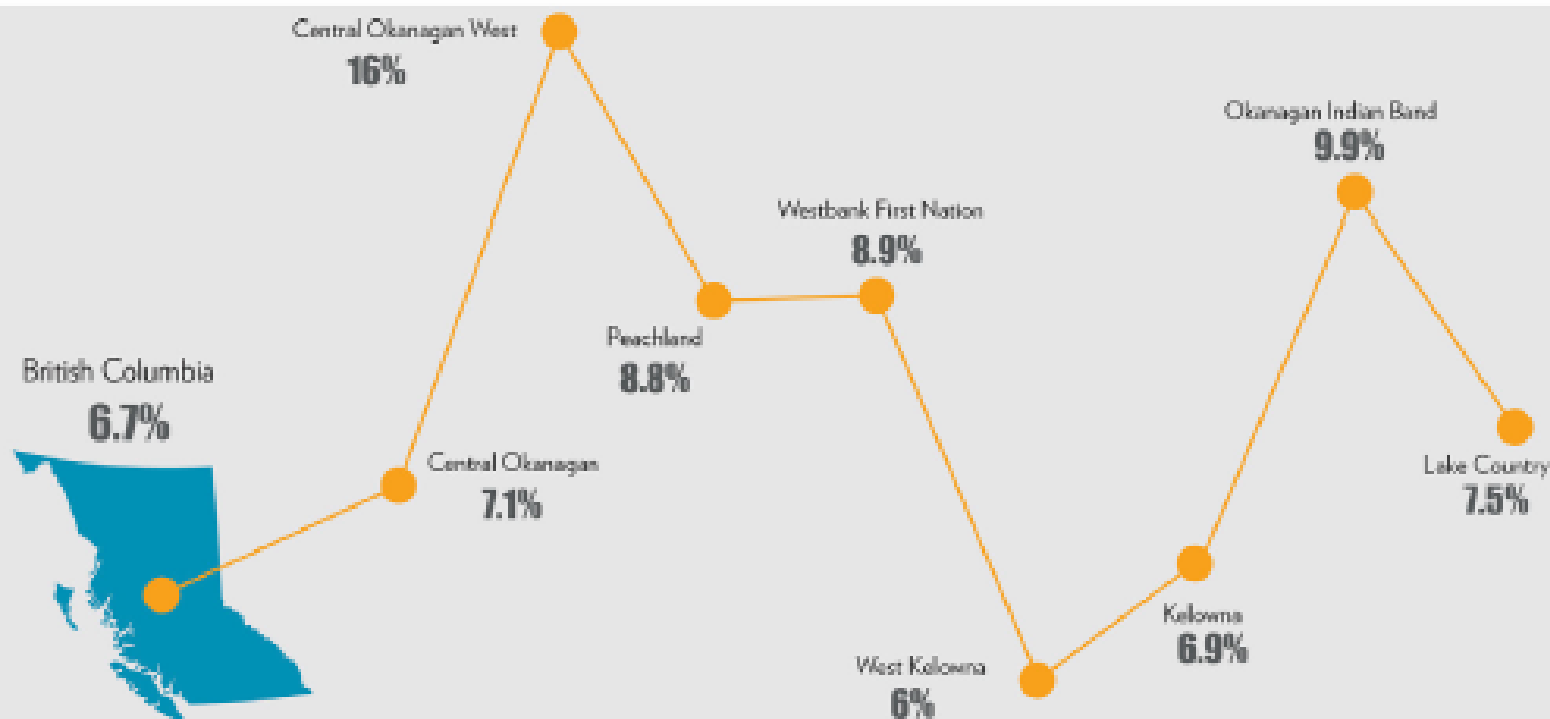 British Columbia
6.7%
Central Okanagan
7.1%
Central Okanagan West
16%
Peachland
8.8%
Westbank First Nation
8.9%
West Kelowna
6%
Kelowna
6.9%
Okanagan Indian Band
9.9%
Lake Country
7.5%